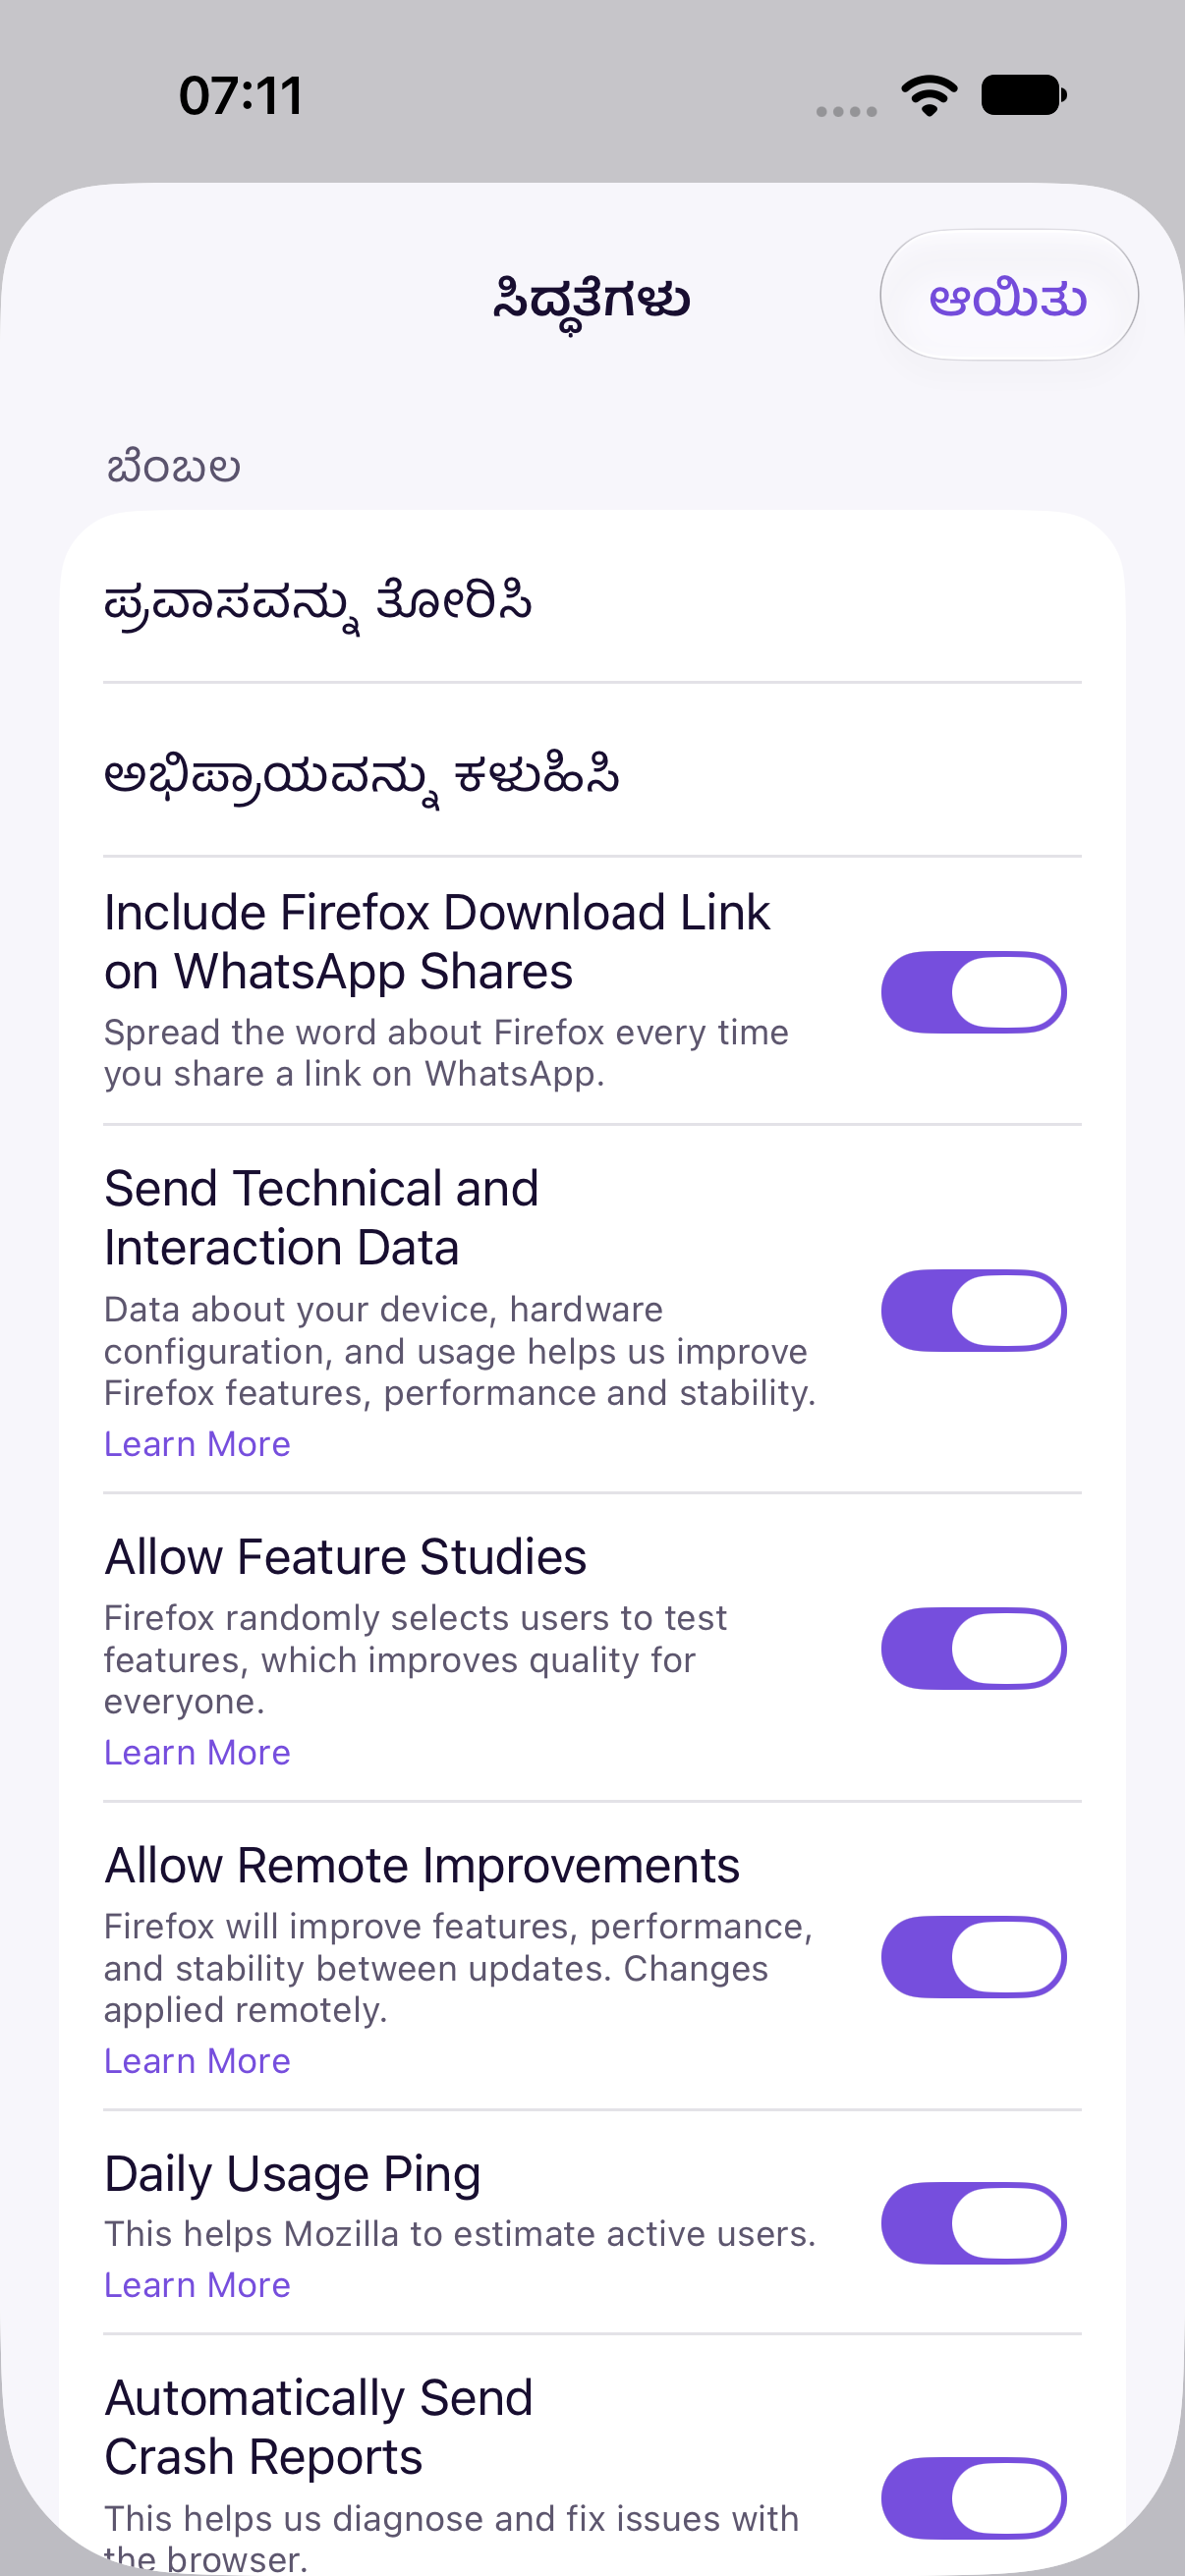 07:11
ಸಿದ್ಧತೆಗಳು
ಆಯಿತು
ಬೆಂಬಲ
ಪ್ರವಾಸವನ್ನು ತೋರಿಸಿ
ಅಭಿಪ್ರಾಯವನ್ನು ಕಳುಹಿಸಿ
Include Firefox Download Link
on WhatsApp Shares
Spread the word about Firefox every time
you share a link on WhatsApp.
Send Technical and
Interaction Data
Data about your device, hardware
configuration, and usage helps us improve
Firefox features, performance and stability.
Learn More
Allow Feature Studies
Firefox randomly selects users to test
features, which improves quality for
everyone.
Learn More
Allow Remote Improvements
Firefox will improve features, performance,
and stability between updates. Changes
applied remotely.
Learn More
Daily Usage Ping
This helps Mozilla to estimate active users.
Learn More
Automatically Send
Crash Reports
This helps us diagnose and fix issues with
the browser.